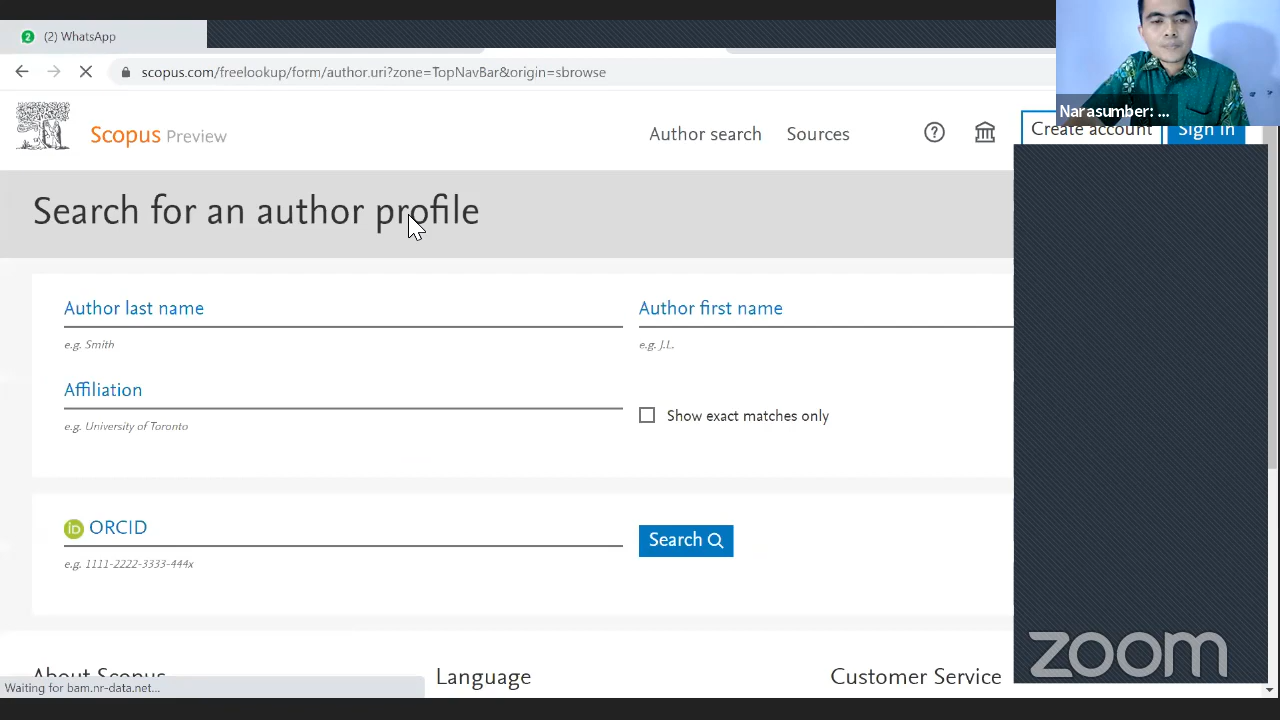 (2) WhatsApp
scopus.com/freelookup/form/author.uri?zone=TopNavBar&origin=sbrowse
Narasumber: ...
Scopus Preview
Author search
Sources
Create account
Sign in
Search for an author profile
Author last name
Author first name
e.g. Smith
e.g. J.L.
Affiliation
e.g. University of Toronto
Show exact matches only
iD ORCID
Search
e.g. 1111-2222-3333-444x
About Scopus
Language
Customer Service
Waiting for bam.nr-data.net...
zoom